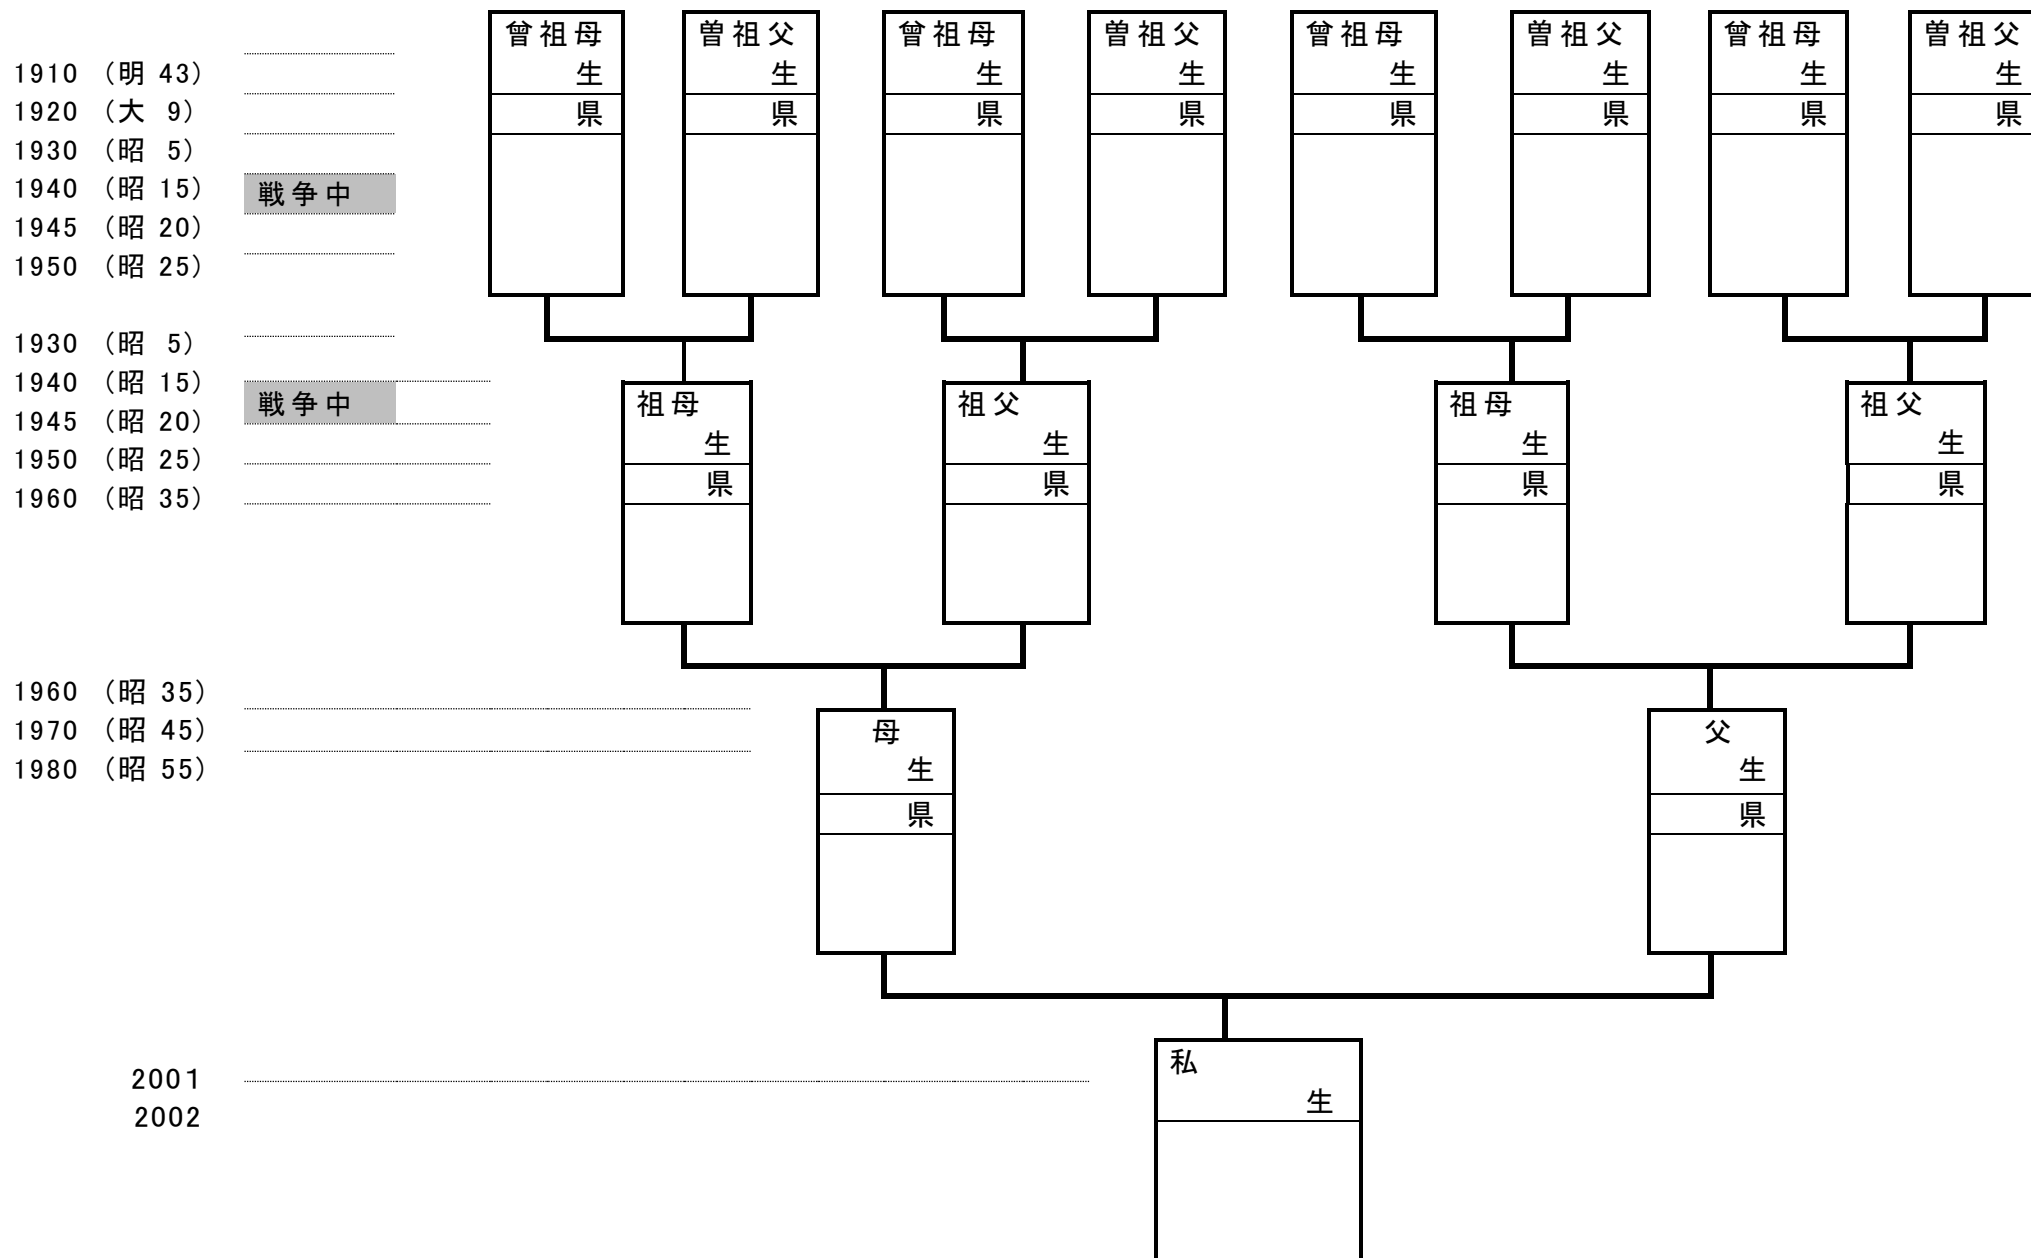 曾祖母 曽祖父 曾祖母 曽祖父 曾祖母 曽祖父 曾祖母 曽祖父
1910 （明 43） 生 生 生 生 生 生 生 生
1920 （大 9） 県 県 県 県 県 県 県 県
1930 （昭 5）
1940 （昭 15） 戦争中
1945 （昭 20）
1950 （昭 25）
1930 （昭 5）
1940 （昭 15）
戦争中 祖母 祖父 祖母 祖父
1945 （昭 20）
生 生 生 生
1950 （昭 25）
県 県 県 県
1960 （昭 35）
1960 （昭 35）
1970 （昭 45） 母 父
1980 （昭 55） 生 生
県 県
私
2001
生
2002